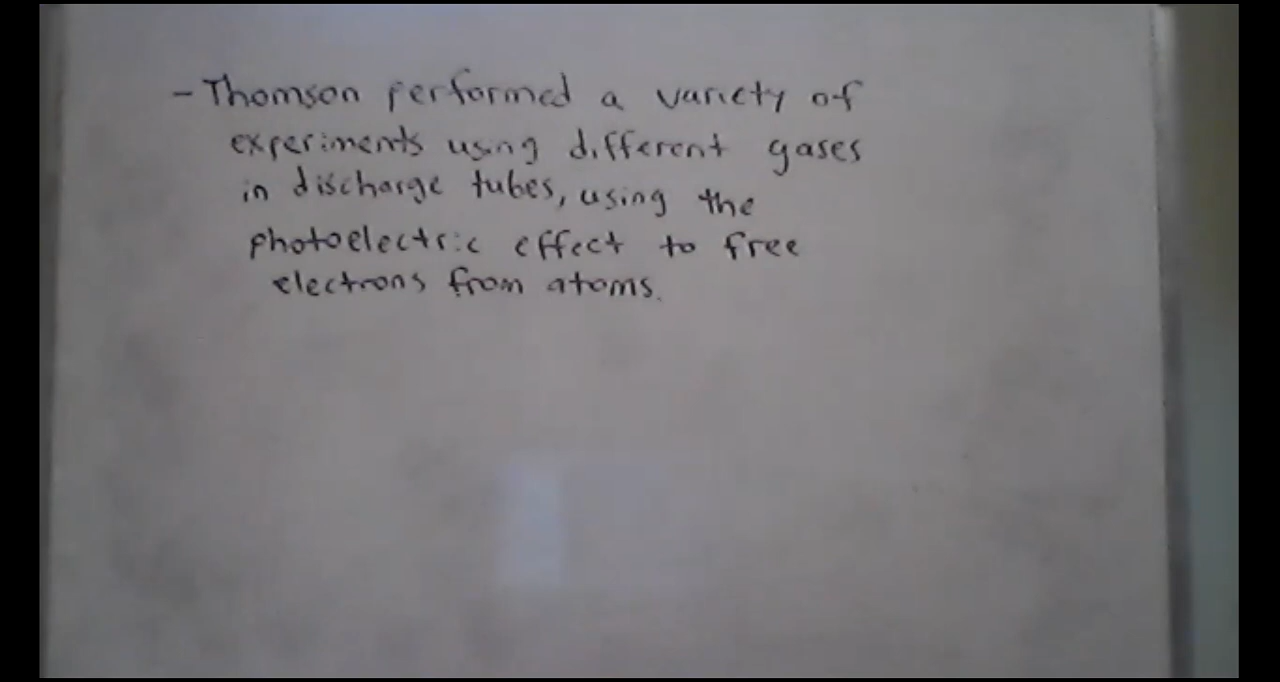 - Thomson performed a variety of
experiments using different gases
in discharge tubes, using the
photoelectric effect to free
electrons from atoms.